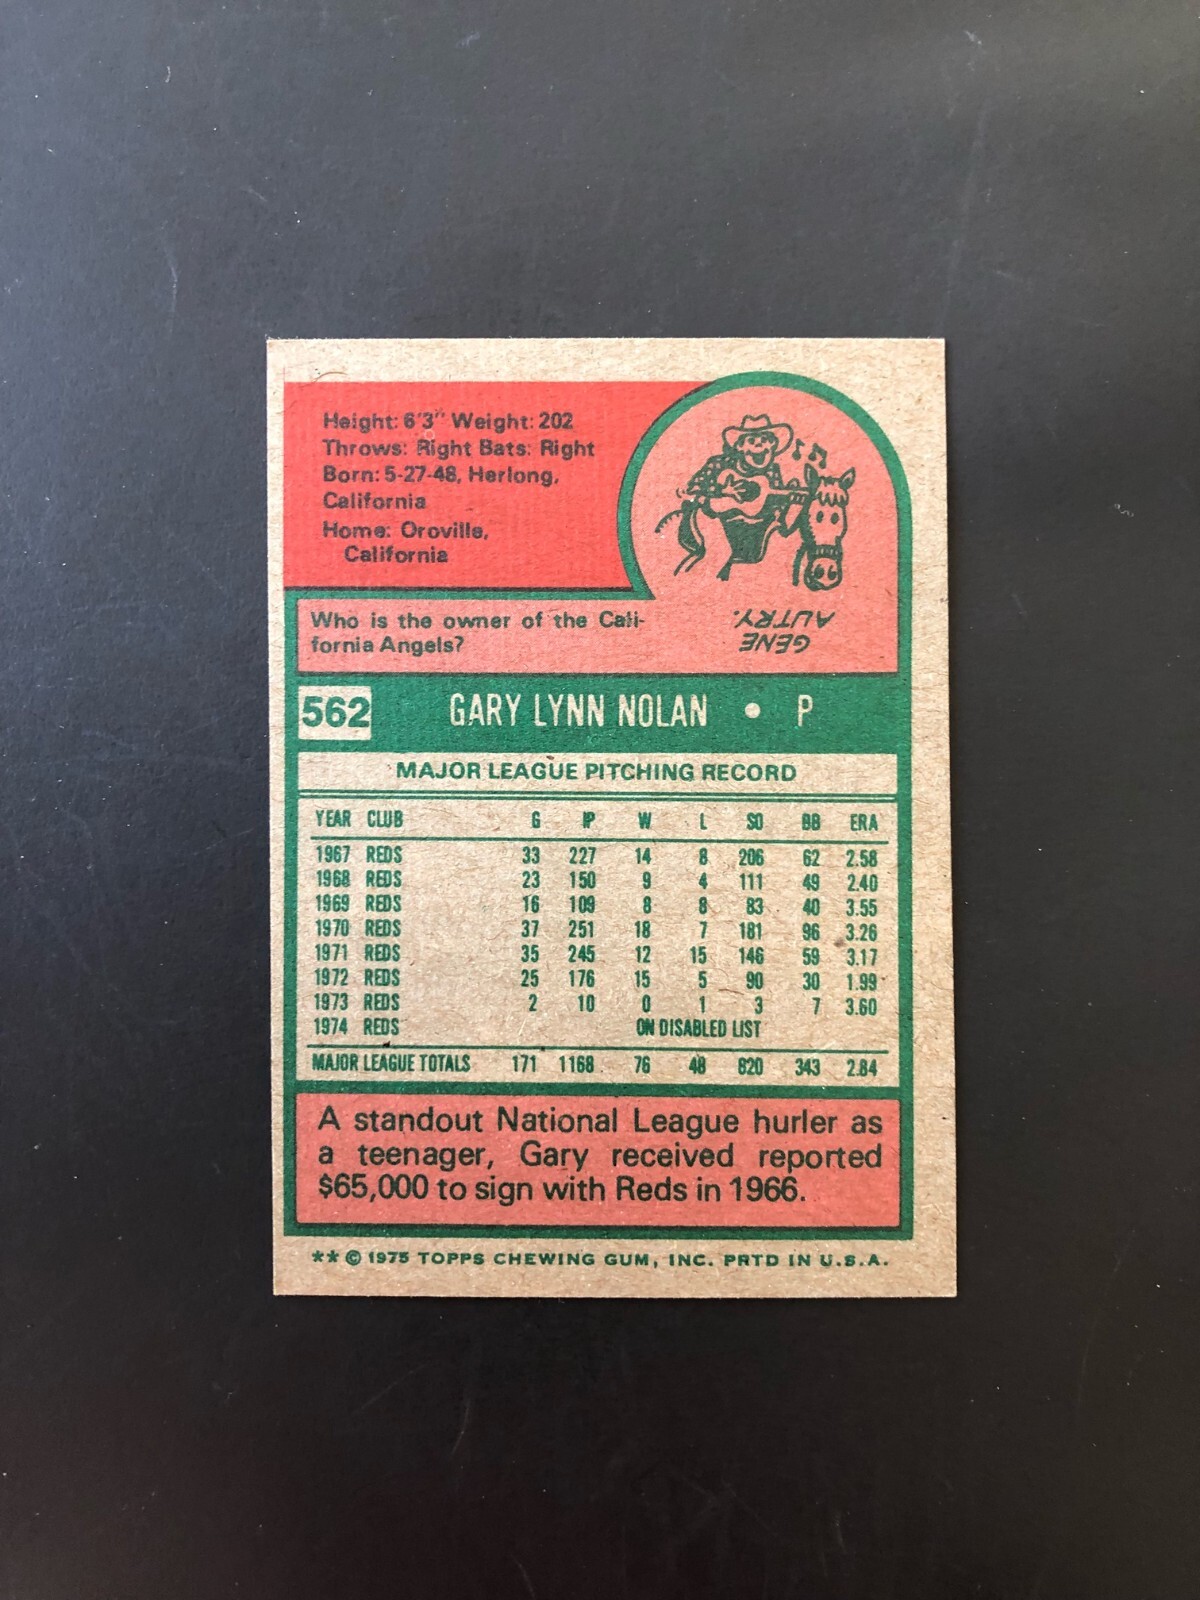 Height: 6'3" Weight: 202
Throws: Right Bats: Right
Born: 5-27-48, Herlong,
California
Home: Oroville,
California
GENE
AUTRY.
Who is the owner of the Cali-
fornia Angels?
562 GARY LYNN NOLAN • P
MAJOR LEAGUE PITCHING RECORD
YEAR CLUB G IP W L SO BB ERA
1967 REDS 33 227 14 8 206 62 2.58
1968 REDS 23 150 9 4 111 49 2.40
1969 REDS 16 109 8 8 83 40 3.55
1970 REDS 37 251 18 7 181 96 3.26
1971 REDS 35 245 12 15 146 59 3.17
1972 REDS 25 176 15 5 90 30 1.99
1973 REDS 2 10 0 1 3 7 3.60
1974 REDS ON DISABLED LIST
MAJOR LEAGUE TOTALS 171 1168 76 48 820 343 2.84
A standout National League hurler as
a teenager, Gary received reported
$65,000 to sign with Reds in 1966.
** © 1975 TOPPS CHEWING GUM, INC. PRTD IN U.S.A.